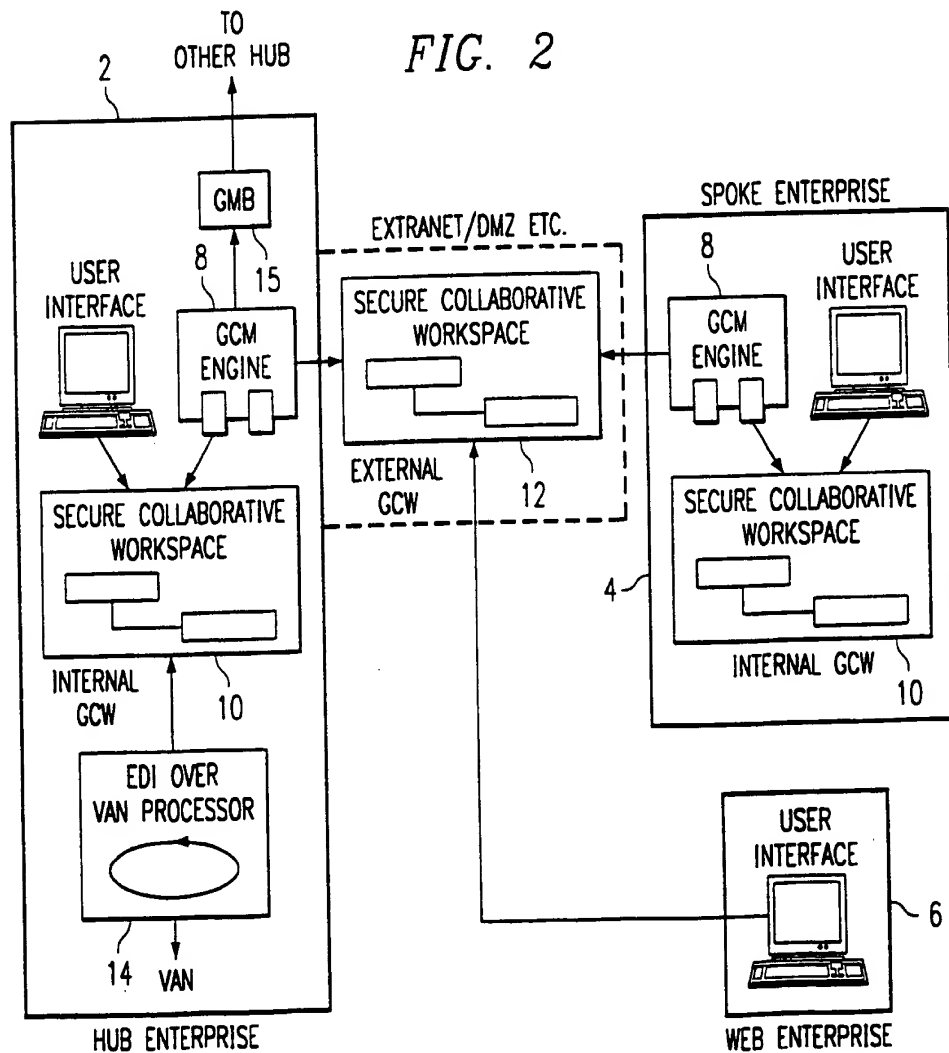 FIG. 2
TO
OTHER HUB
2
GMB
15
8
USER
INTERFACE
GCM
ENGINE
SECURE COLLABORATIVE
WORKSPACE
INTERNAL
GCW
10
EDI OVER
VAN PROCESSOR
14
VAN
HUB ENTERPRISE
EXTRANET/DMZ ETC.
SECURE COLLABORATIVE
WORKSPACE
EXTERNAL
GCW
12
SPOKE ENTERPRISE
8
USER
INTERFACE
GCM
ENGINE
SECURE COLLABORATIVE
WORKSPACE
4
INTERNAL GCW
10
USER
INTERFACE
6
WEB ENTERPRISE